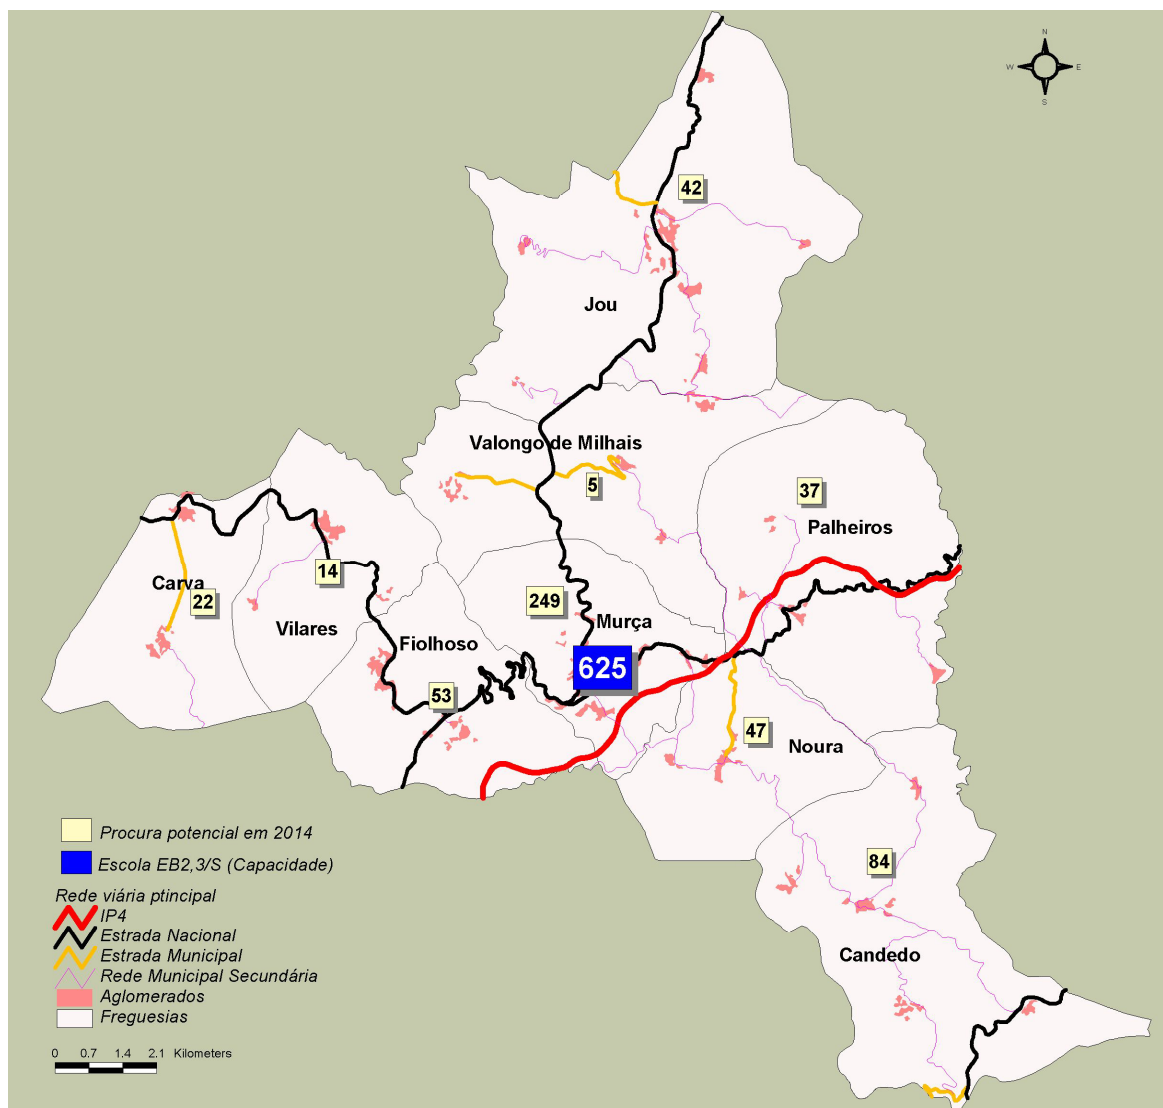 N
W E
S
42
Jou
Valongo de Milhais
5
37
Palheiros
14
Carva
22
249
Murça
Vilares
Fiolhoso
625
53
47
Noura
84
Candedo
Procura potencial em 2014
Escola EB2,3/S (Capacidade)
Rede viária ptincipal
IP4
Estrada Nacional
Estrada Municipal
Rede Municipal Secundária
Aglomerados
Freguesias
0 0.7 1.4 2.1 Kilometers